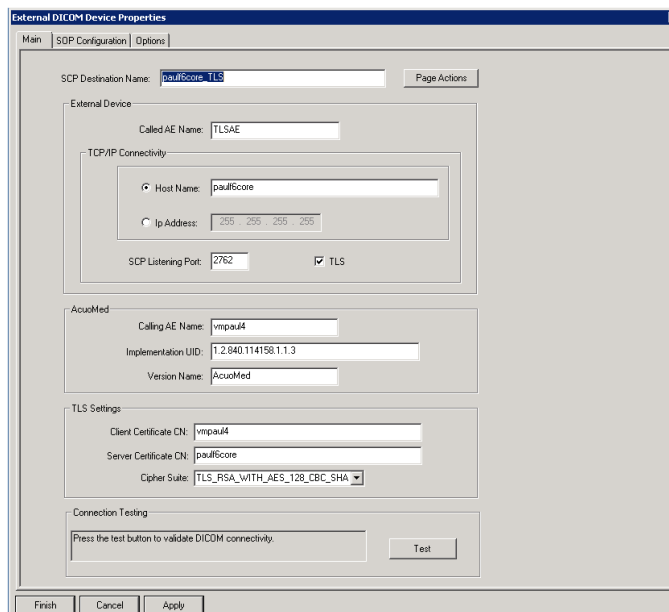 External DICOM Device Properties
Main SOP Configuration Options
SCP Destination Name: paulf6core_TLS Page Actions
External Device
Called AE Name: TLSAE
TCP/IP Connectivity
Host Name: paulf6core
Ip Address: 255 . 255 . 255 . 255
SCP Listening Port: 2762 TLS
AcuoMed
Calling AE Name: vmpaul4
Implementation UID: 1.2.840.114158.1.1.3
Version Name: AcuoMed
TLS Settings
Client Certificate CN: vmpaul4
Server Certificate CN: paulf6core
Cipher Suite: TLS_RSA_WITH_AES_128_CBC_SHA
Connection Testing
Press the test button to validate DICOM connectivity.
Test
Finish Cancel Apply